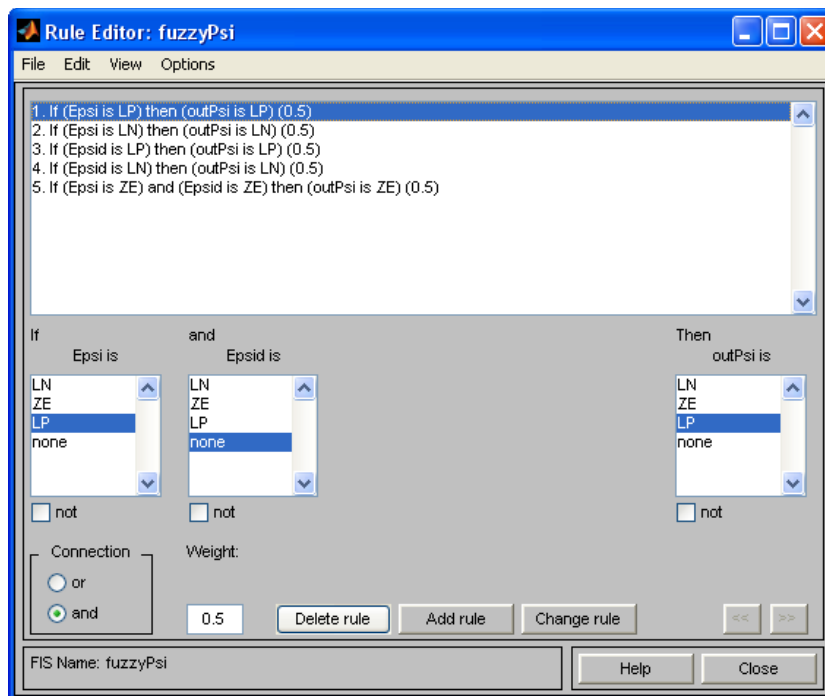 Rule Editor: fuzzyPsi
File Edit View Options
1. If (Epsi is LP) then (outPsi is LP) (0.5)
2. If (Epsi is LN) then (outPsi is LN) (0.5)
3. If (Epsid is LP) then (outPsi is LP) (0.5)
4. If (Epsid is LN) then (outPsi is LN) (0.5)
5. If (Epsi is ZE) and (Epsid is ZE) then (outPsi is ZE) (0.5)
If and Then
Epsi is Epsid is outPsi is
LN LN LN
ZE ZE ZE
LP LP LP
none none none
not not not
Connection Weight:
or
and 0.5 Delete rule Add rule Change rule << >>
FIS Name: fuzzyPsi Help Close